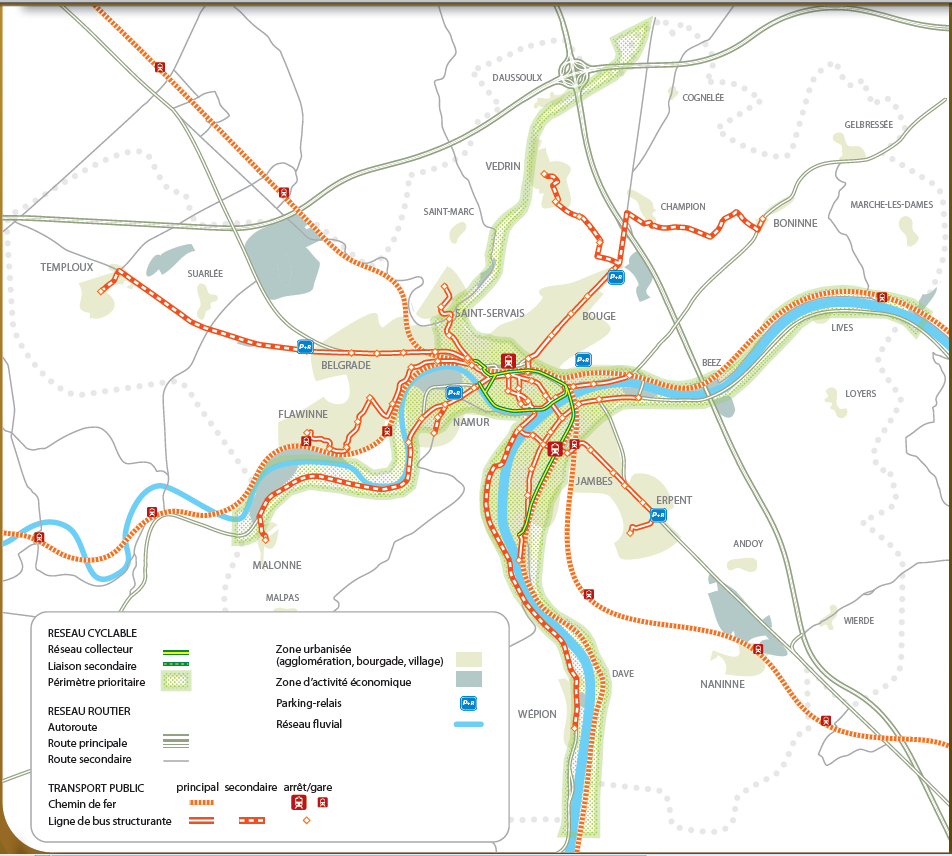 DAUSSOULX
COGNELÉE
GELBRESSÉE
VEDRIN
SAINT-MARC
CHAMPION
MARCHE-LES-DAMES
BONINNE
TEMPLOUX
SUARLÉE
P+R
SAINT-SERVAIS
BOUGE
LIVES
P+R
BELGRADE
P+R
BEEZ
P+R
LOYERS
FLAWINNE
NAMUR
JAMBES
ERPENT
P+R
ANDOY
MALONNE
MALPAS
WIERDE
DAVE
NANINNE
WÉPION
RESEAU CYCLABLE
Réseau collecteur
Liaison secondaire
Périmètre prioritaire
RESEAU ROUTIER
Autoroute
Route principale
Route secondaire
Zone urbanisée
(agglomération, bourgade, village)
Zone d'activité économique
Parking-relais P+R
Réseau fluvial
TRANSPORT PUBLIC principal secondaire arrêt/gare
Chemin de fer
Ligne de bus structurante